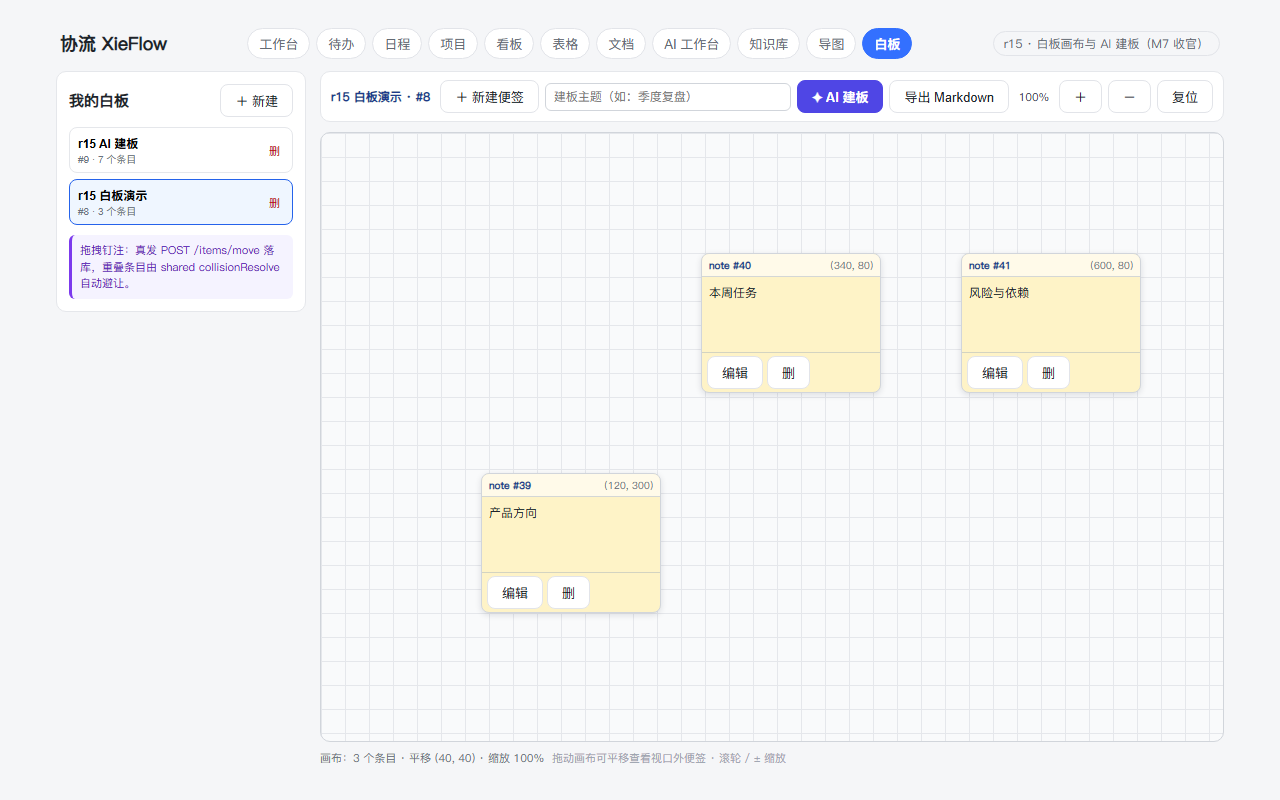 协流 XieFlow
工作台
待办
日程
项目
看板
表格
文档
AI 工作台
知识库
导图
白板
r15 · 白板画布与 AI 建板（M7 收官）
我的白板
＋ 新建
r15 AI 建板
#9 · 7 个条目
删
r15 白板演示
#8 · 3 个条目
删
拖拽钉注：真发 POST /items/move 落
库，重叠条目由 shared collisionResolve
自动避让。
r15 白板演示 · #8
＋ 新建便签
建板主题（如：季度复盘）
✦ AI 建板
导出 Markdown
100%
＋
－
复位
note #40 (340, 80)
本周任务
编辑 删
note #41 (600, 80)
风险与依赖
编辑 删
note #39 (120, 300)
产品方向
编辑 删
画布：3 个条目 · 平移 (40, 40) · 缩放 100% 拖动画布可平移查看视口外便签 · 滚轮 / ± 缩放